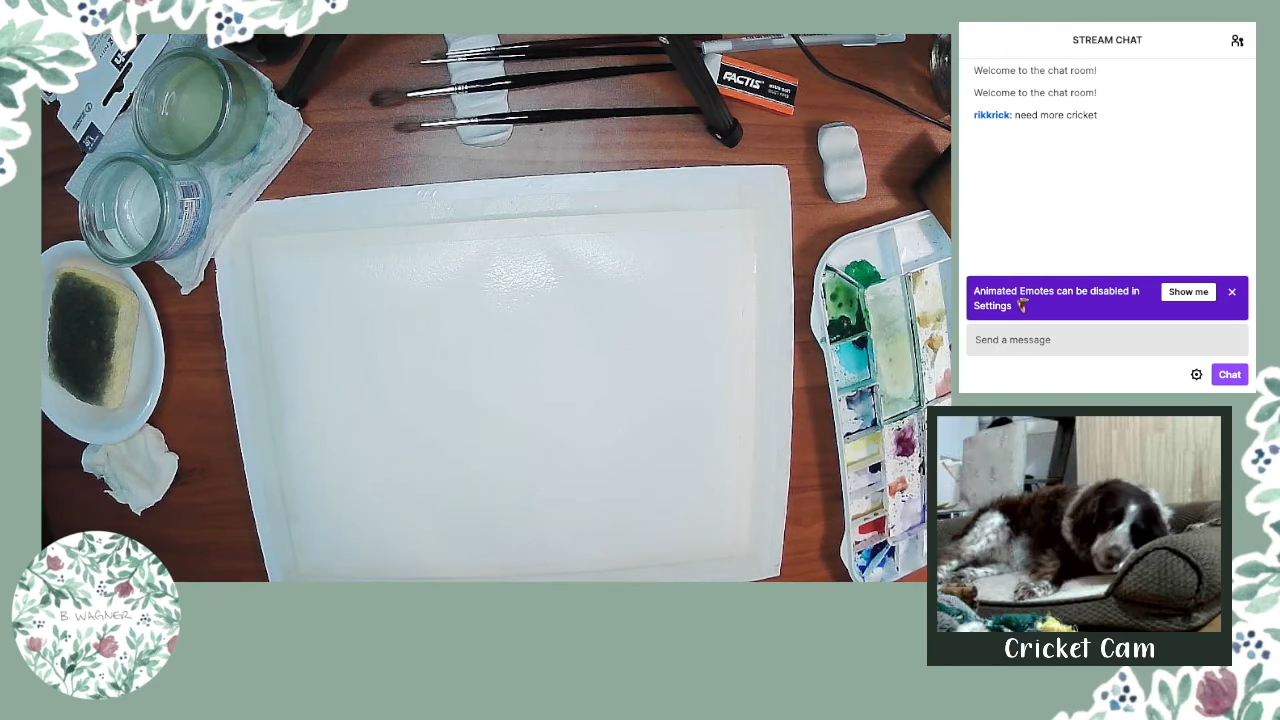 STREAM CHAT
Welcome to the chat room!
Welcome to the chat room!
rikkrick: need more cricket
Animated Emotes can be disabled in
Settings
Show me
Send a message
Chat
FACTIS
B. WAGNER
Cricket Cam